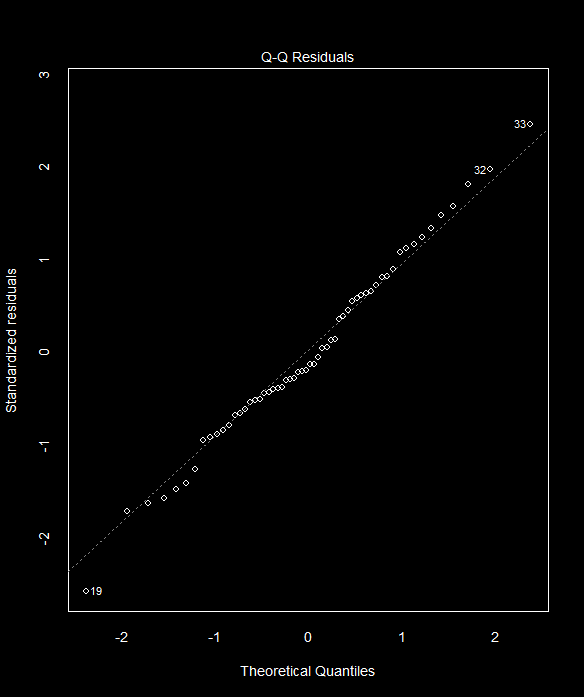 Q-Q Residuals
3
2
1
0
-1
-2
Standardized residuals
33
32
19
-2 -1 0 1 2
Theoretical Quantiles